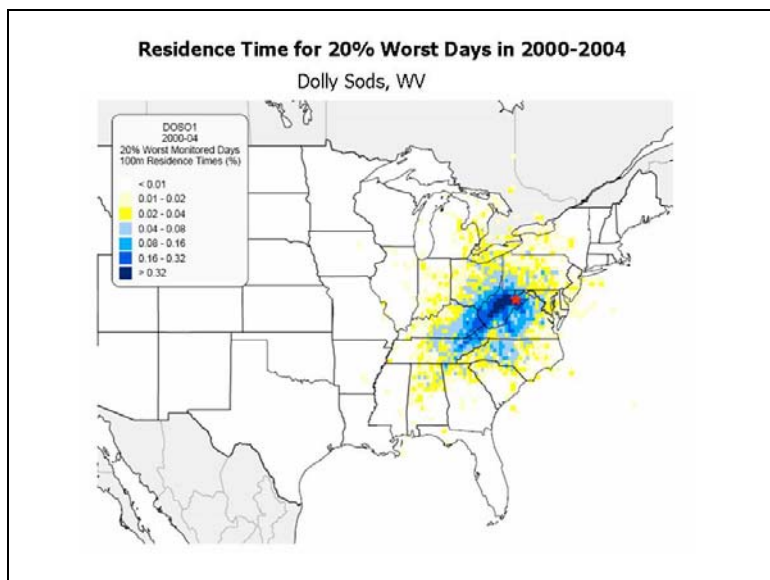 Residence Time for 20% Worst Days in 2000-2004
Dolly Sods, WV
DOSO1
2000-04
20% Worst Monitored Days
100m Residence Times (%)
< 0.01
0.01 - 0.02
0.02 - 0.04
0.04 - 0.08
0.08 - 0.16
0.16 - 0.32
> 0.32